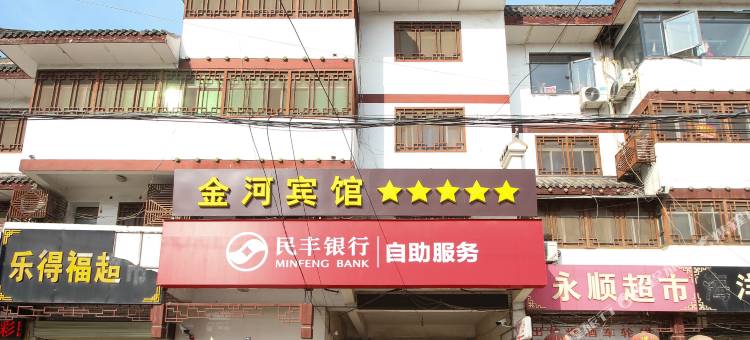 金河宾馆★★★★★
民丰银行
MINFENG BANK
自助服务
乐得福超市
永顺超市